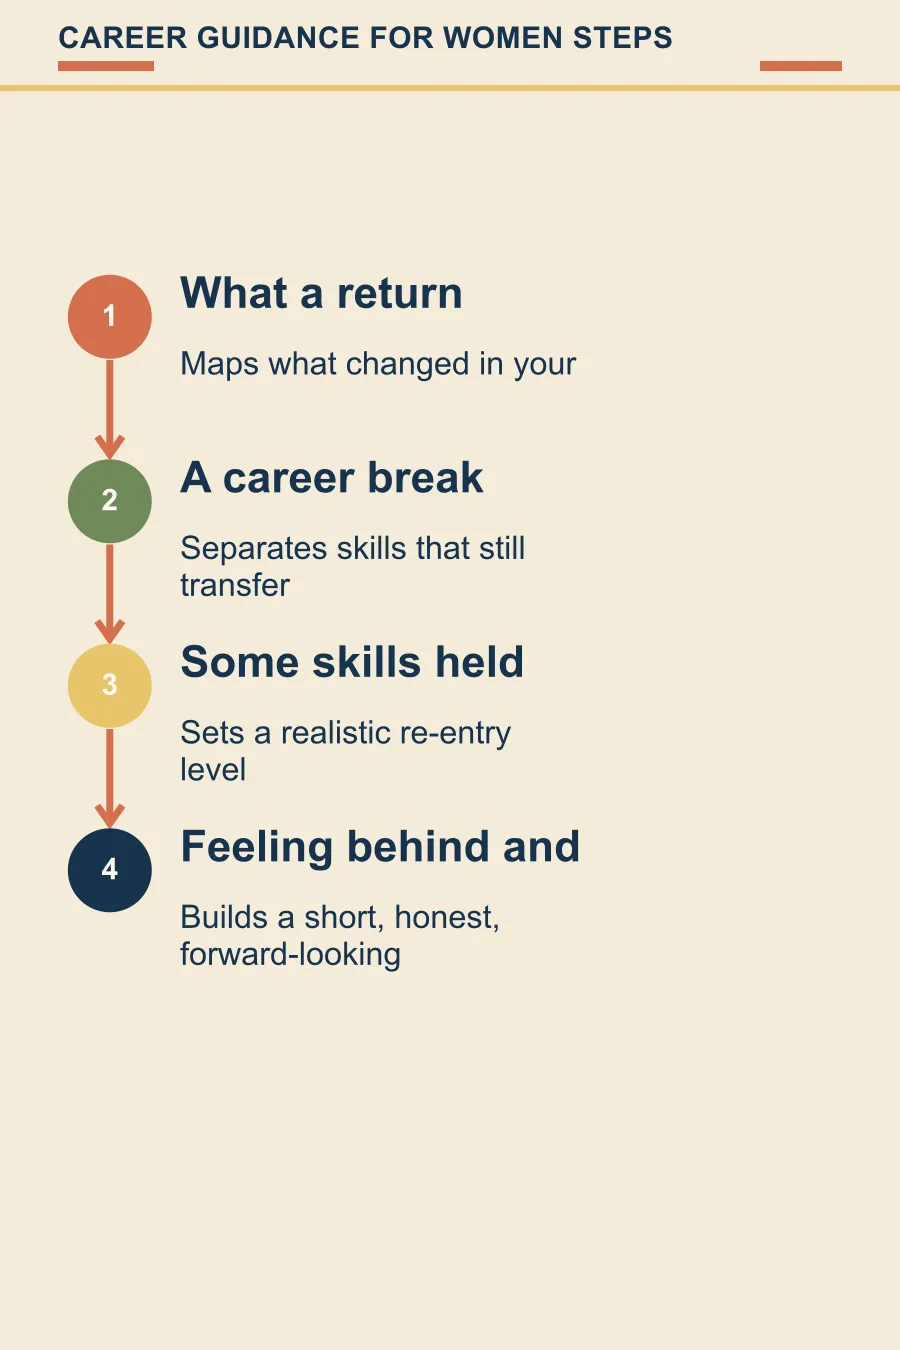 CAREER GUIDANCE FOR WOMEN STEPS
1
What a return
Maps what changed in your
2
A career break
Separates skills that still
transfer
3
Some skills held
Sets a realistic re-entry
level
4
Feeling behind and
Builds a short, honest,
forward-looking